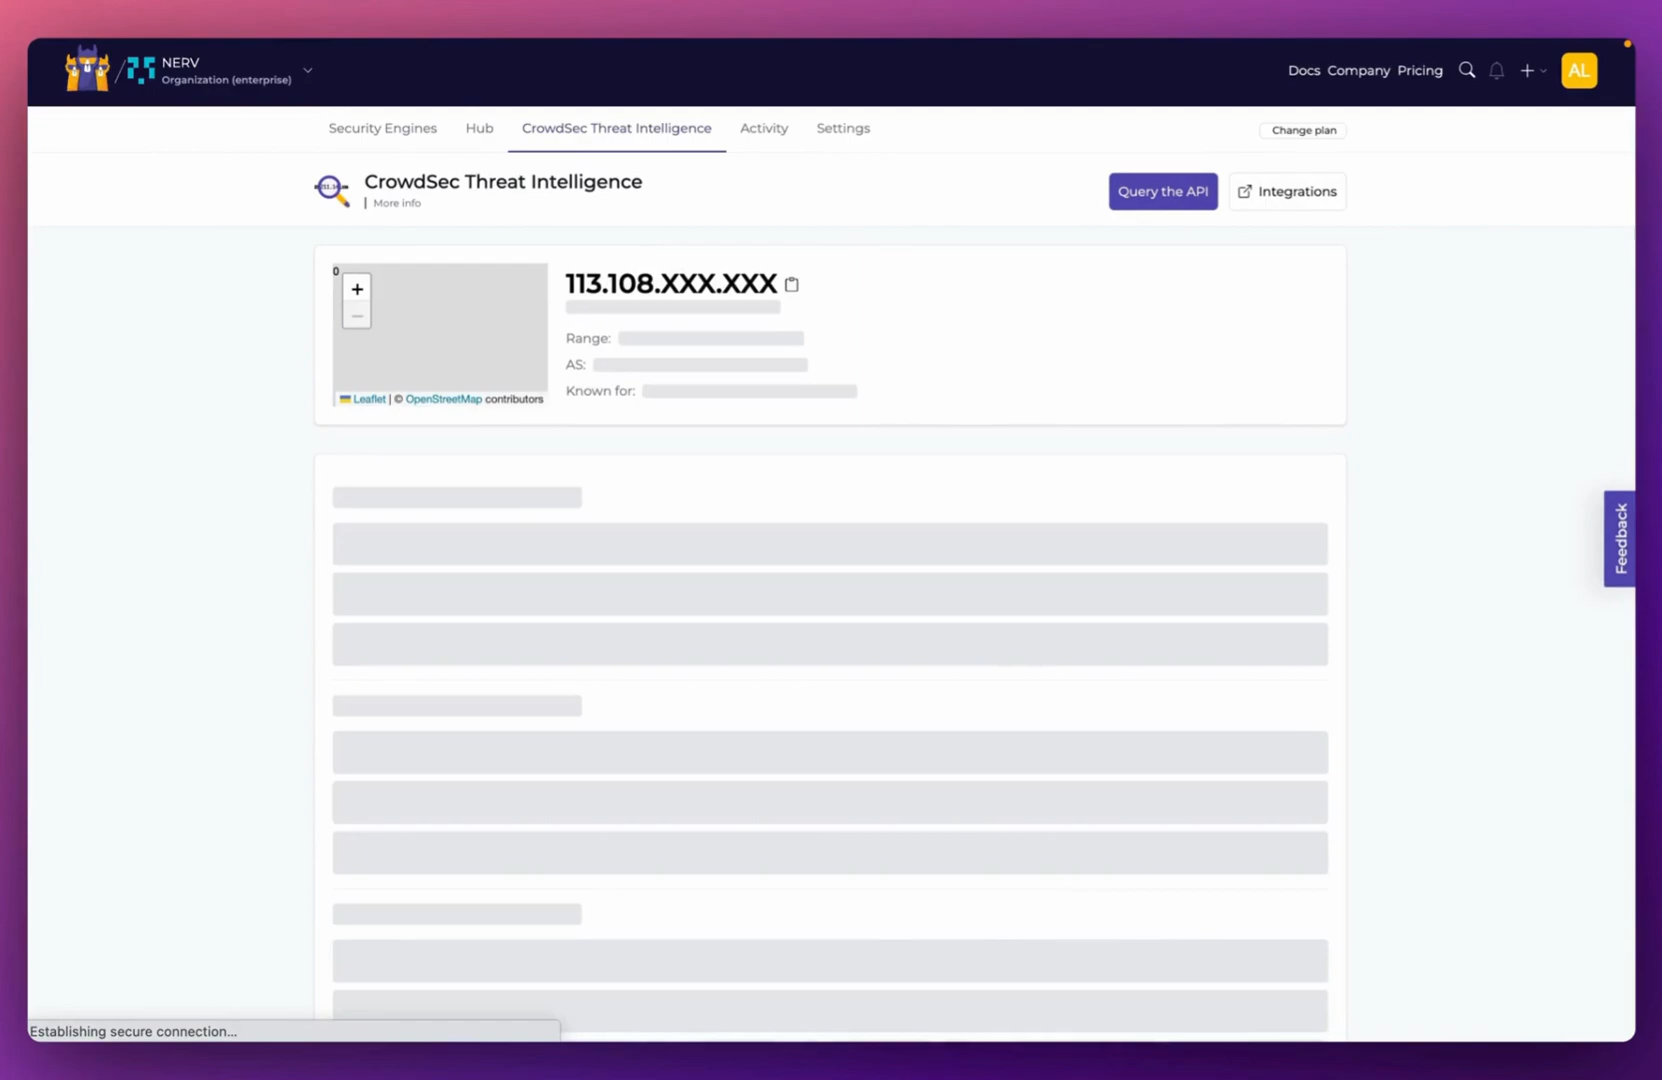 NERV
Organization (enterprise)
Docs Company Pricing
AL
Security Engines Hub CrowdSec Threat Intelligence Activity Settings
Change plan
CrowdSec Threat Intelligence
| More info
Query the API
Integrations
0
+
−
Leaflet | © OpenStreetMap contributors
113.108.XXX.XXX
Range:
AS:
Known for:
Feedback
Establishing secure connection...